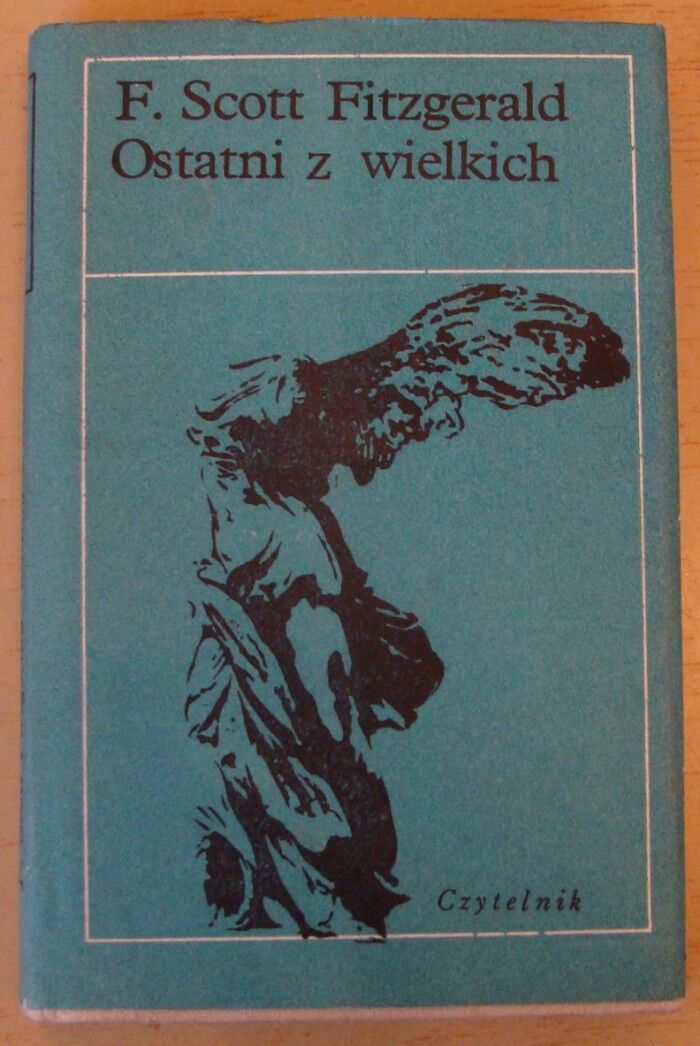 F. Scott Fitzgerald
Ostatni z wielkich
Czytelnik